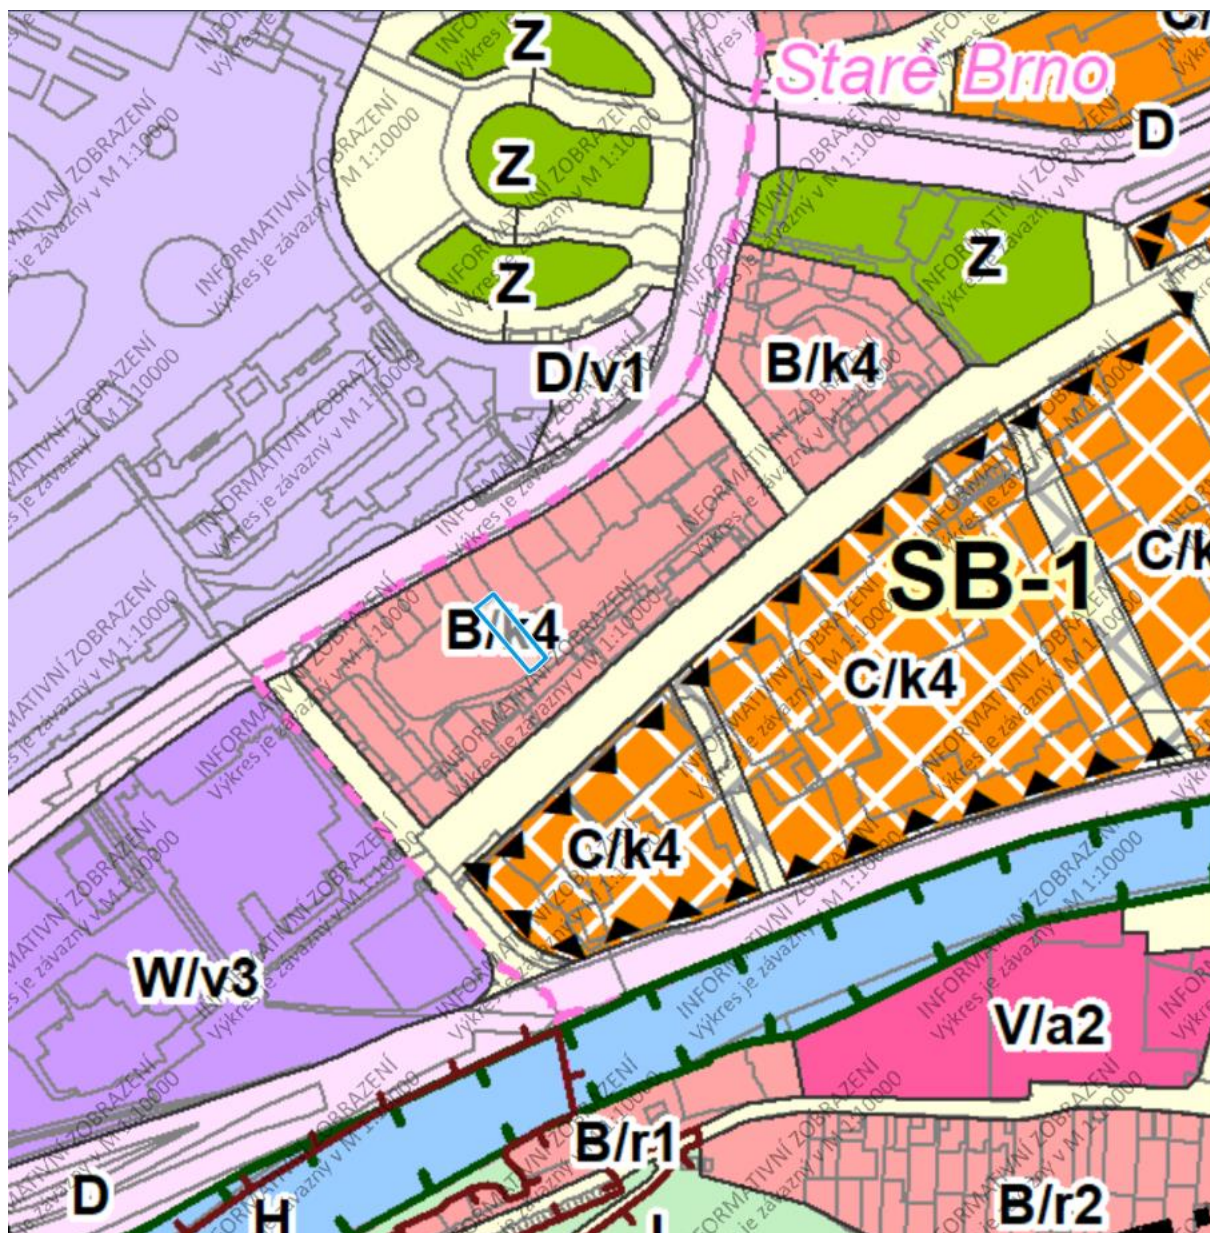 Z
C/
Staré Brno
D
Z
Z
Z
D/v1
B/k4
SB-1
C/k
B/k4
C/k4
C/k4
W/v3
V/a2
B/r1
D
H
B/r2
INFORMATIVNÍ ZOBRAZENÍ
Výkres je závazný v M 1:10000